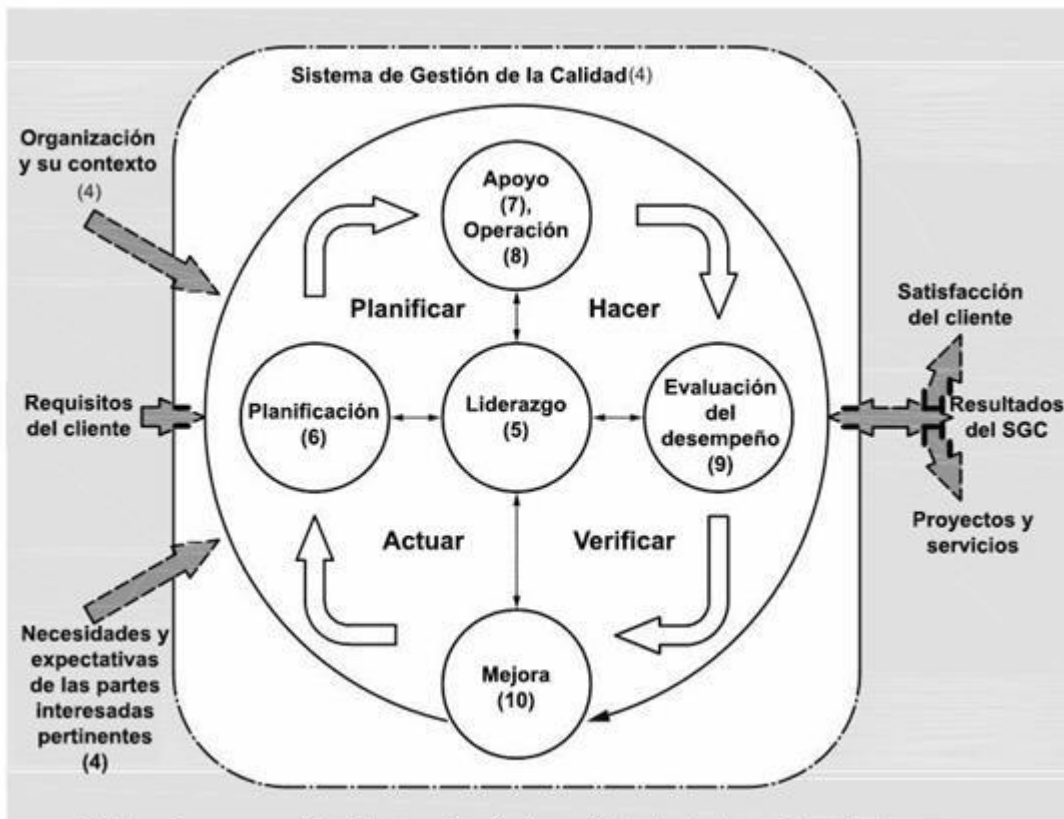 Sistema de Gestión de la Calidad(4)
Organización
y su contexto
(4)
Apoyo
(7),
Operación
(8)
Planificar
Hacer
Satisfacción
del cliente
Requisitos
del cliente
Planificación
(6)
Liderazgo
(5)
Evaluación
del
desempeño
(9)
Resultados
del SGC
Actuar
Verificar
Proyectos y
servicios
Necesidades y
expectativas
de las partes
interesadas
pertinentes
(4)
Mejora
(10)